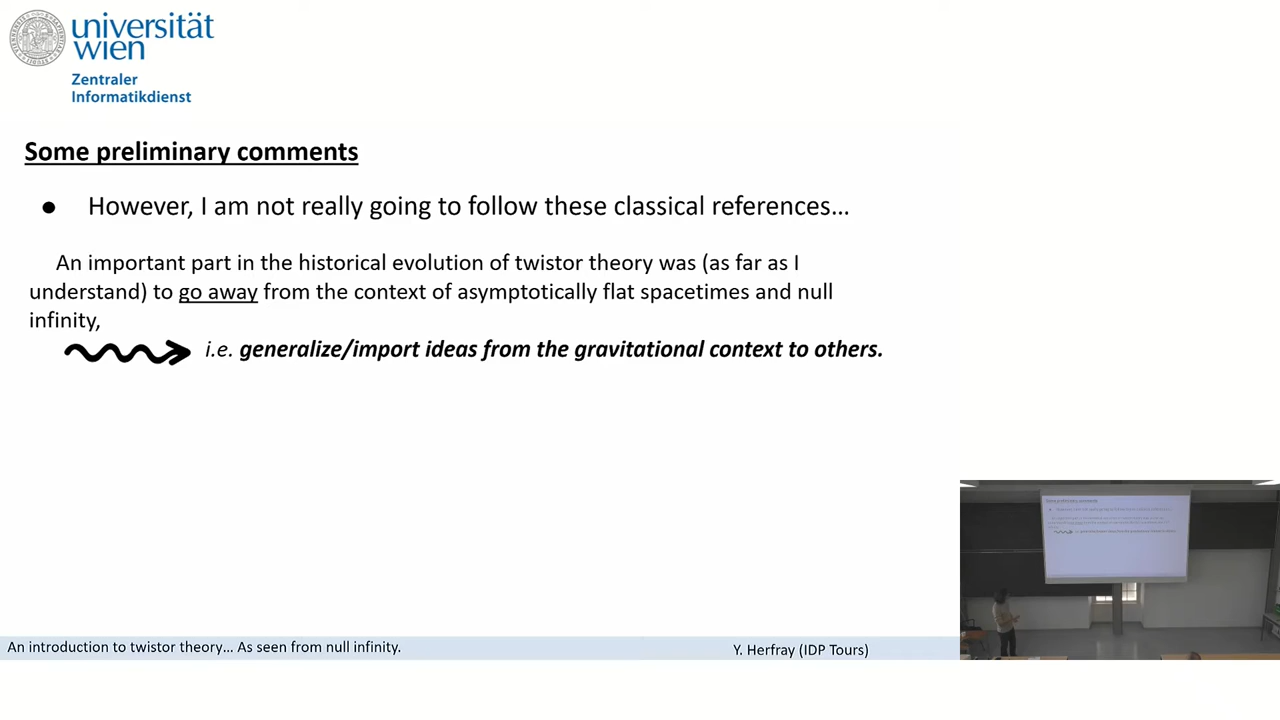 universität
wien
Zentraler
Informatikdienst
Some preliminary comments
● However, I am not really going to follow these classical references…
An important part in the historical evolution of twistor theory was (as far as I
understand) to go away from the context of asymptotically flat spacetimes and null
infinity,
i.e. generalize/import ideas from the gravitational context to others.
An introduction to twistor theory… As seen from null infinity.
Y. Herfray (IDP Tours)